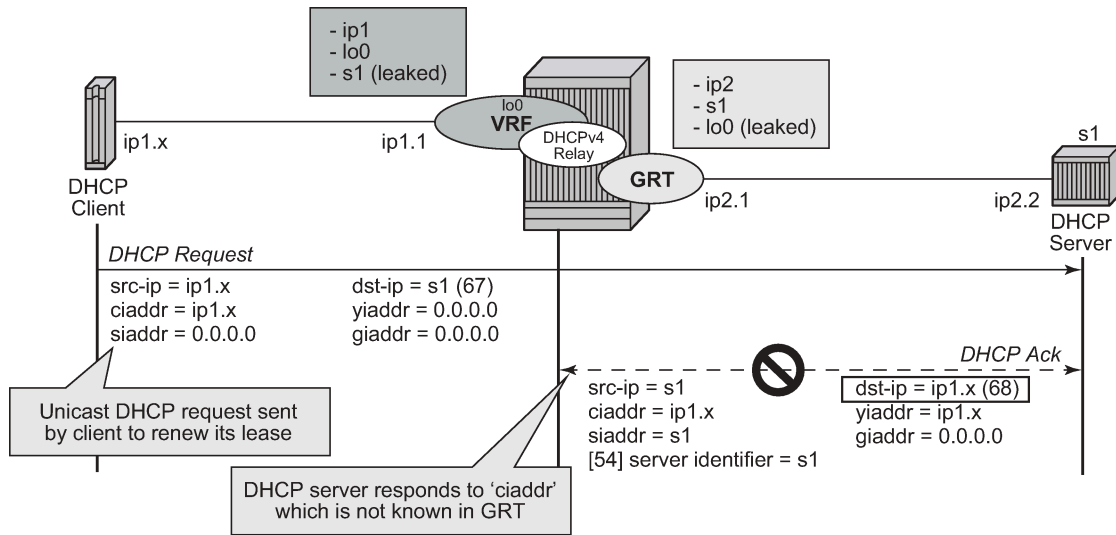 - ip1
- lo0
- s1 (leaked)
- ip2
- s1
- lo0 (leaked)
lo0
VRF
DHCPv4
Relay
GRT
s1
ip1.x
ip1.1
ip2.1
ip2.2
DHCP
Client
DHCP
Server
DHCP Request
src-ip = ip1.x
dst-ip = s1 (67)
ciaddr = ip1.x
yiaddr = 0.0.0.0
siaddr = 0.0.0.0
giaddr = 0.0.0.0
Unicast DHCP request sent
by client to renew its lease
DHCP Ack
src-ip = s1
dst-ip = ip1.x (68)
ciaddr = ip1.x
yiaddr = ip1.x
siaddr = s1
giaddr = 0.0.0.0
[54] server identifier = s1
DHCP server responds to ‘ciaddr’
which is not known in GRT